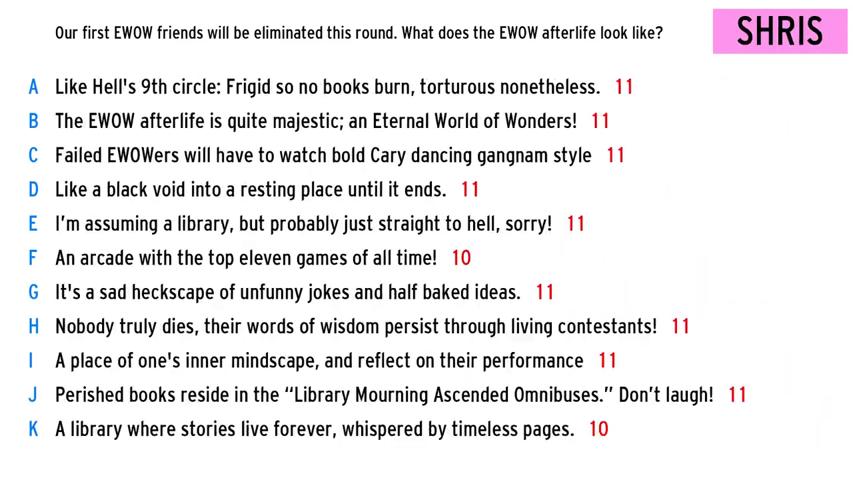 Our first EWOW friends will be eliminated this round. What does the EWOW afterlife look like?
SHRIS
A Like Hell's 9th circle: Frigid so no books burn, torturous nonetheless. 11
B The EWOW afterlife is quite majestic; an Eternal World of Wonders! 11
C Failed EWOWers will have to watch bold Cary dancing gangnam style 11
D Like a black void into a resting place until it ends. 11
E I’m assuming a library, but probably just straight to hell, sorry! 11
F An arcade with the top eleven games of all time! 10
G It's a sad heckscape of unfunny jokes and half baked ideas. 11
H Nobody truly dies, their words of wisdom persist through living contestants! 11
I A place of one's inner mindscape, and reflect on their performance 11
J Perished books reside in the “Library Mourning Ascended Omnibuses.” Don’t laugh! 11
K A library where stories live forever, whispered by timeless pages. 10